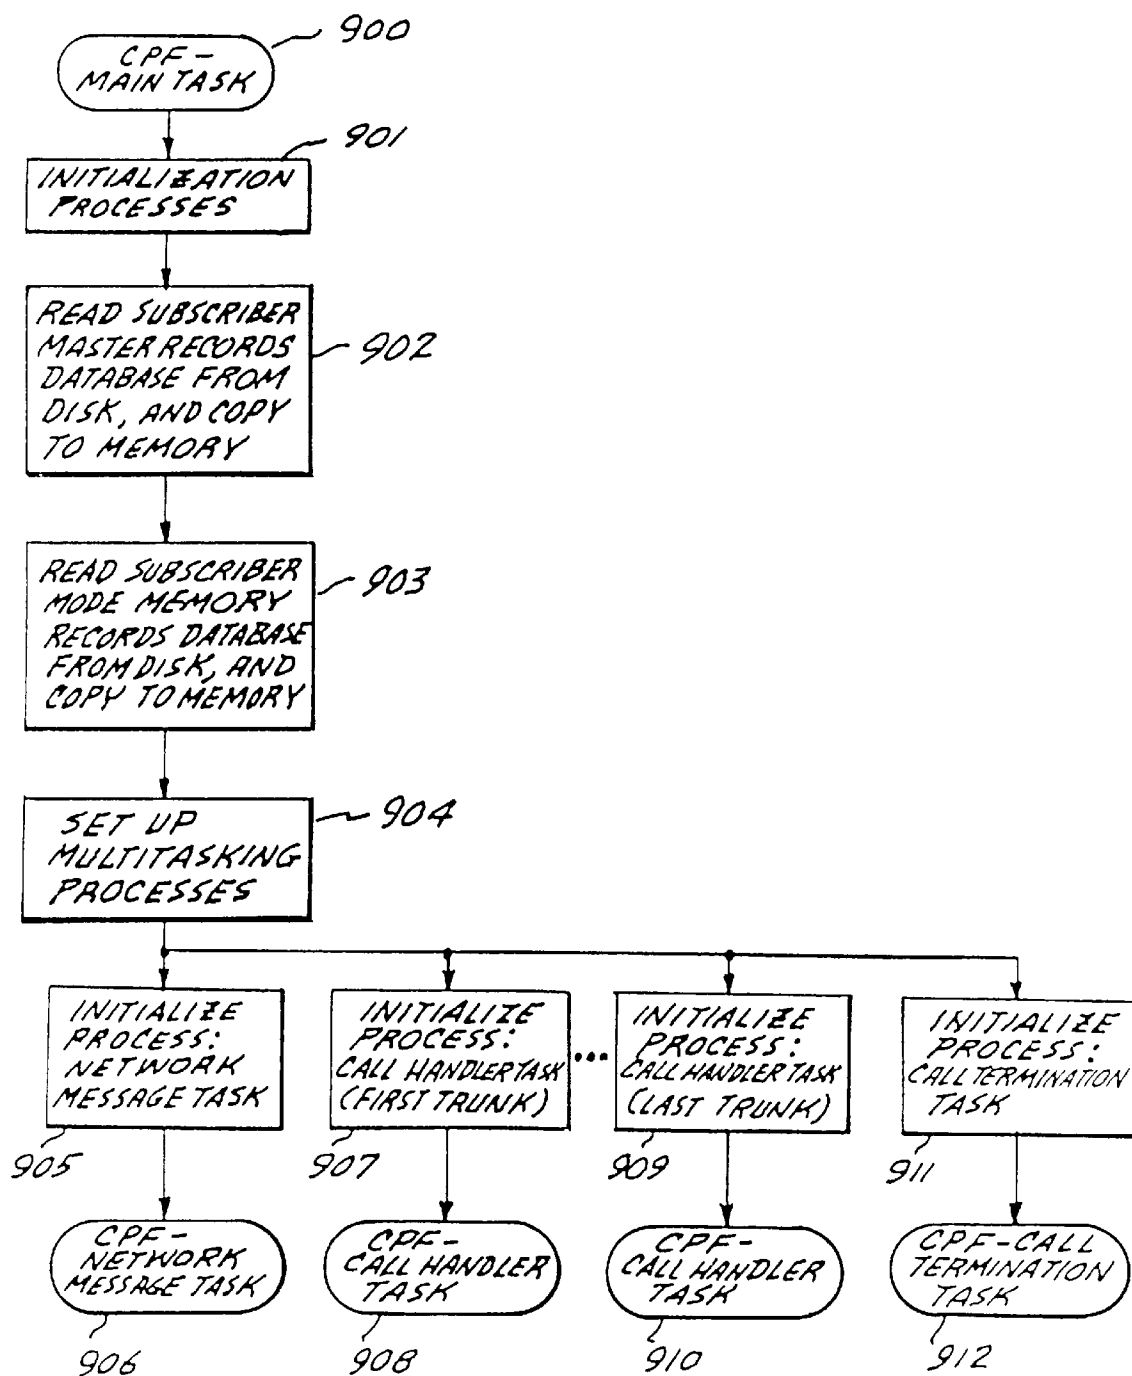 900
CPF-
MAIN TASK
901
INITIALIZATION
PROCESSES
READ SUBSCRIBER
MASTER RECORDS
DATABASE FROM
DISK, AND COPY
TO MEMORY
902
READ SUBSCRIBER
MODE MEMORY
RECORDS DATABASE
FROM DISK, AND
COPY TO MEMORY
903
SET UP
MULTITASKING
PROCESSES
904
INITIALIZE
PROCESS:
NETWORK
MESSAGE TASK
905
INITIALIZE
PROCESS:
CALL HANDLER TASK
(FIRST TRUNK)
907
...
INITIALIZE
PROCESS:
CALL HANDLER TASK
(LAST TRUNK)
909
INITIALIZE
PROCESS:
CALL TERMINATION
TASK
911
CPF-
NETWORK
MESSAGE TASK
906
CPF-
CALL HANDLER
TASK
908
CPF-
CALL HANDLER
TASK
910
CPF-CALL
TERMINATION
TASK
912